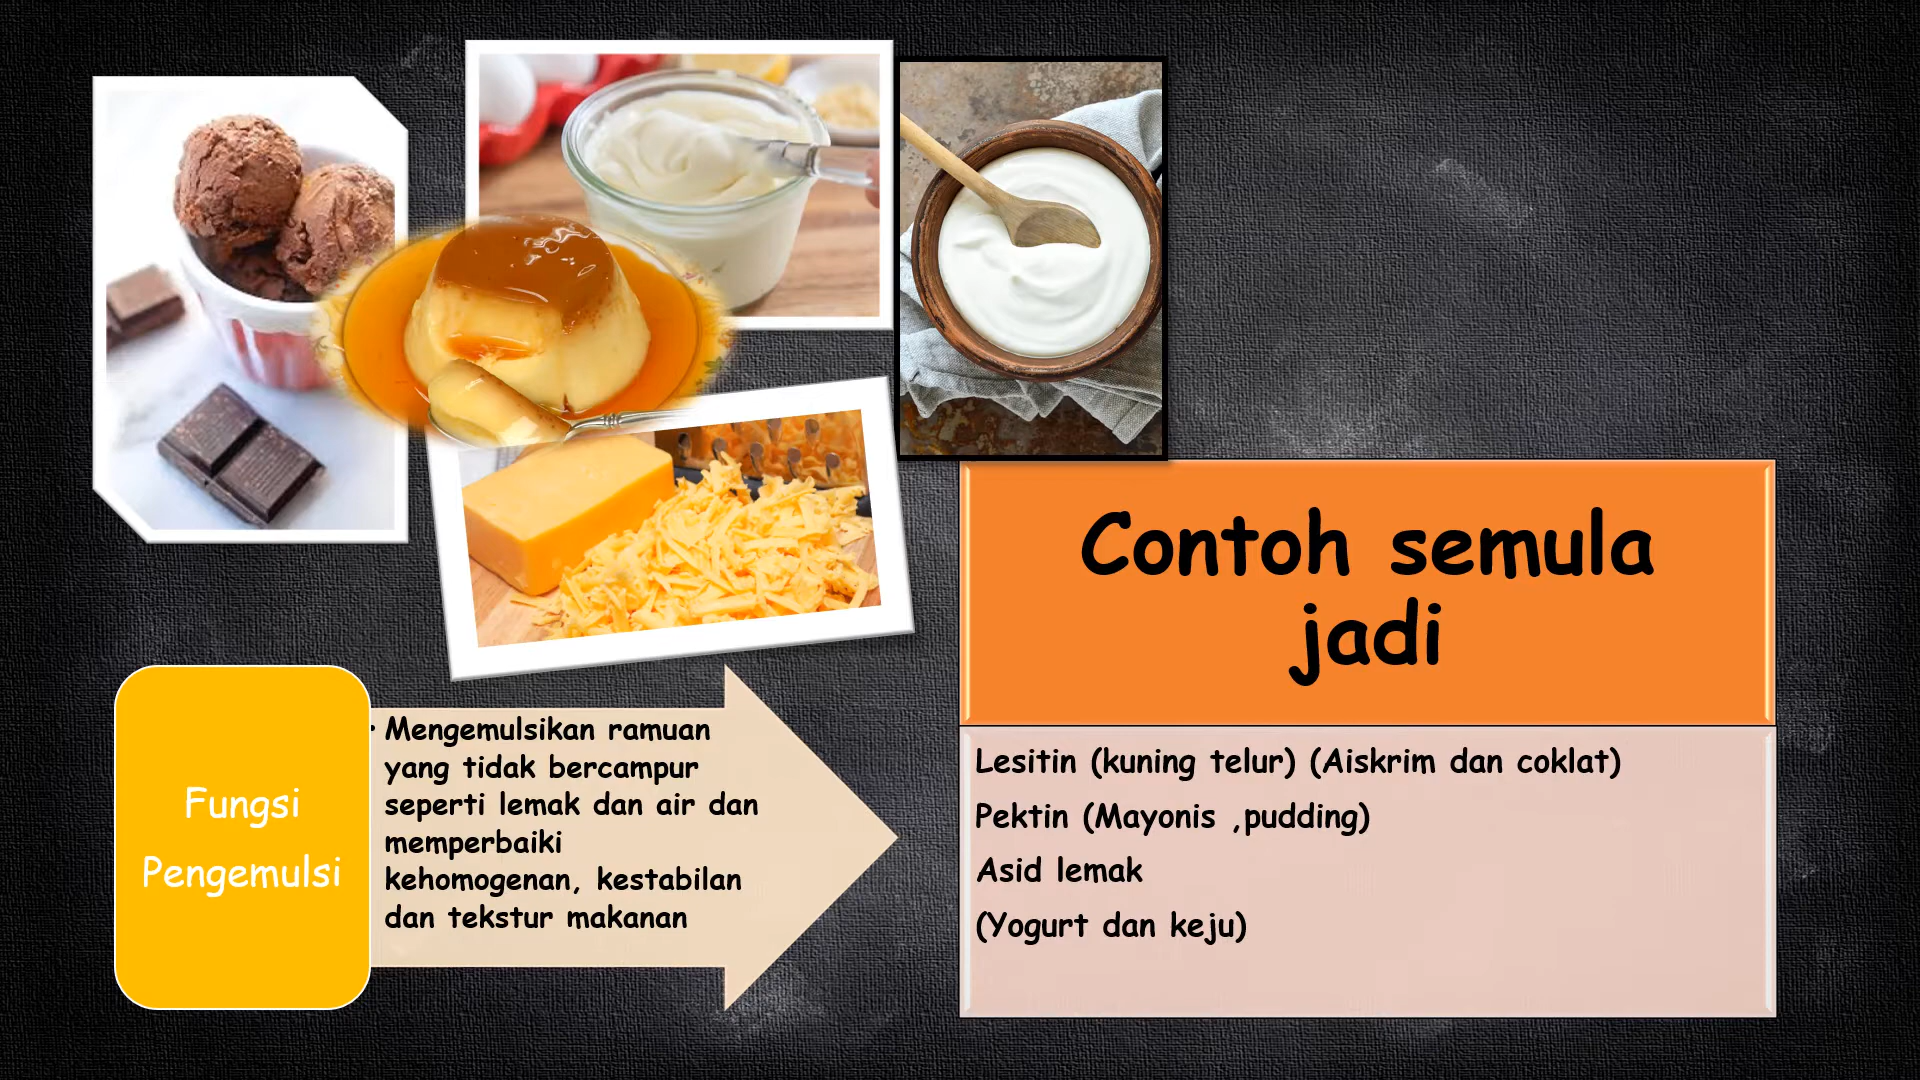 Contoh semula
jadi
Fungsi
Pengemulsi
• Mengemulsikan ramuan
yang tidak bercampur
seperti lemak dan air dan
memperbaiki
kehomogenan, kestabilan
dan tekstur makanan
Lesitin (kuning telur) (Aiskrim dan coklat)
Pektin (Mayonis ,pudding)
Asid lemak
(Yogurt dan keju)